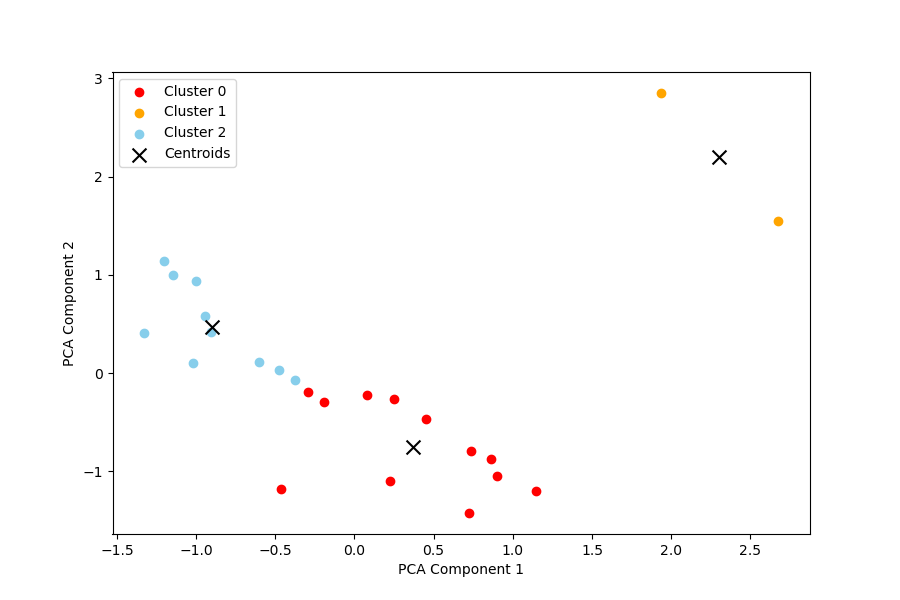 Cluster 0
Cluster 1
Cluster 2
Centroids
PCA Component 2
3
2
1
0
−1
−1.5 −1.0 −0.5 0.0 0.5 1.0 1.5 2.0 2.5
PCA Component 1